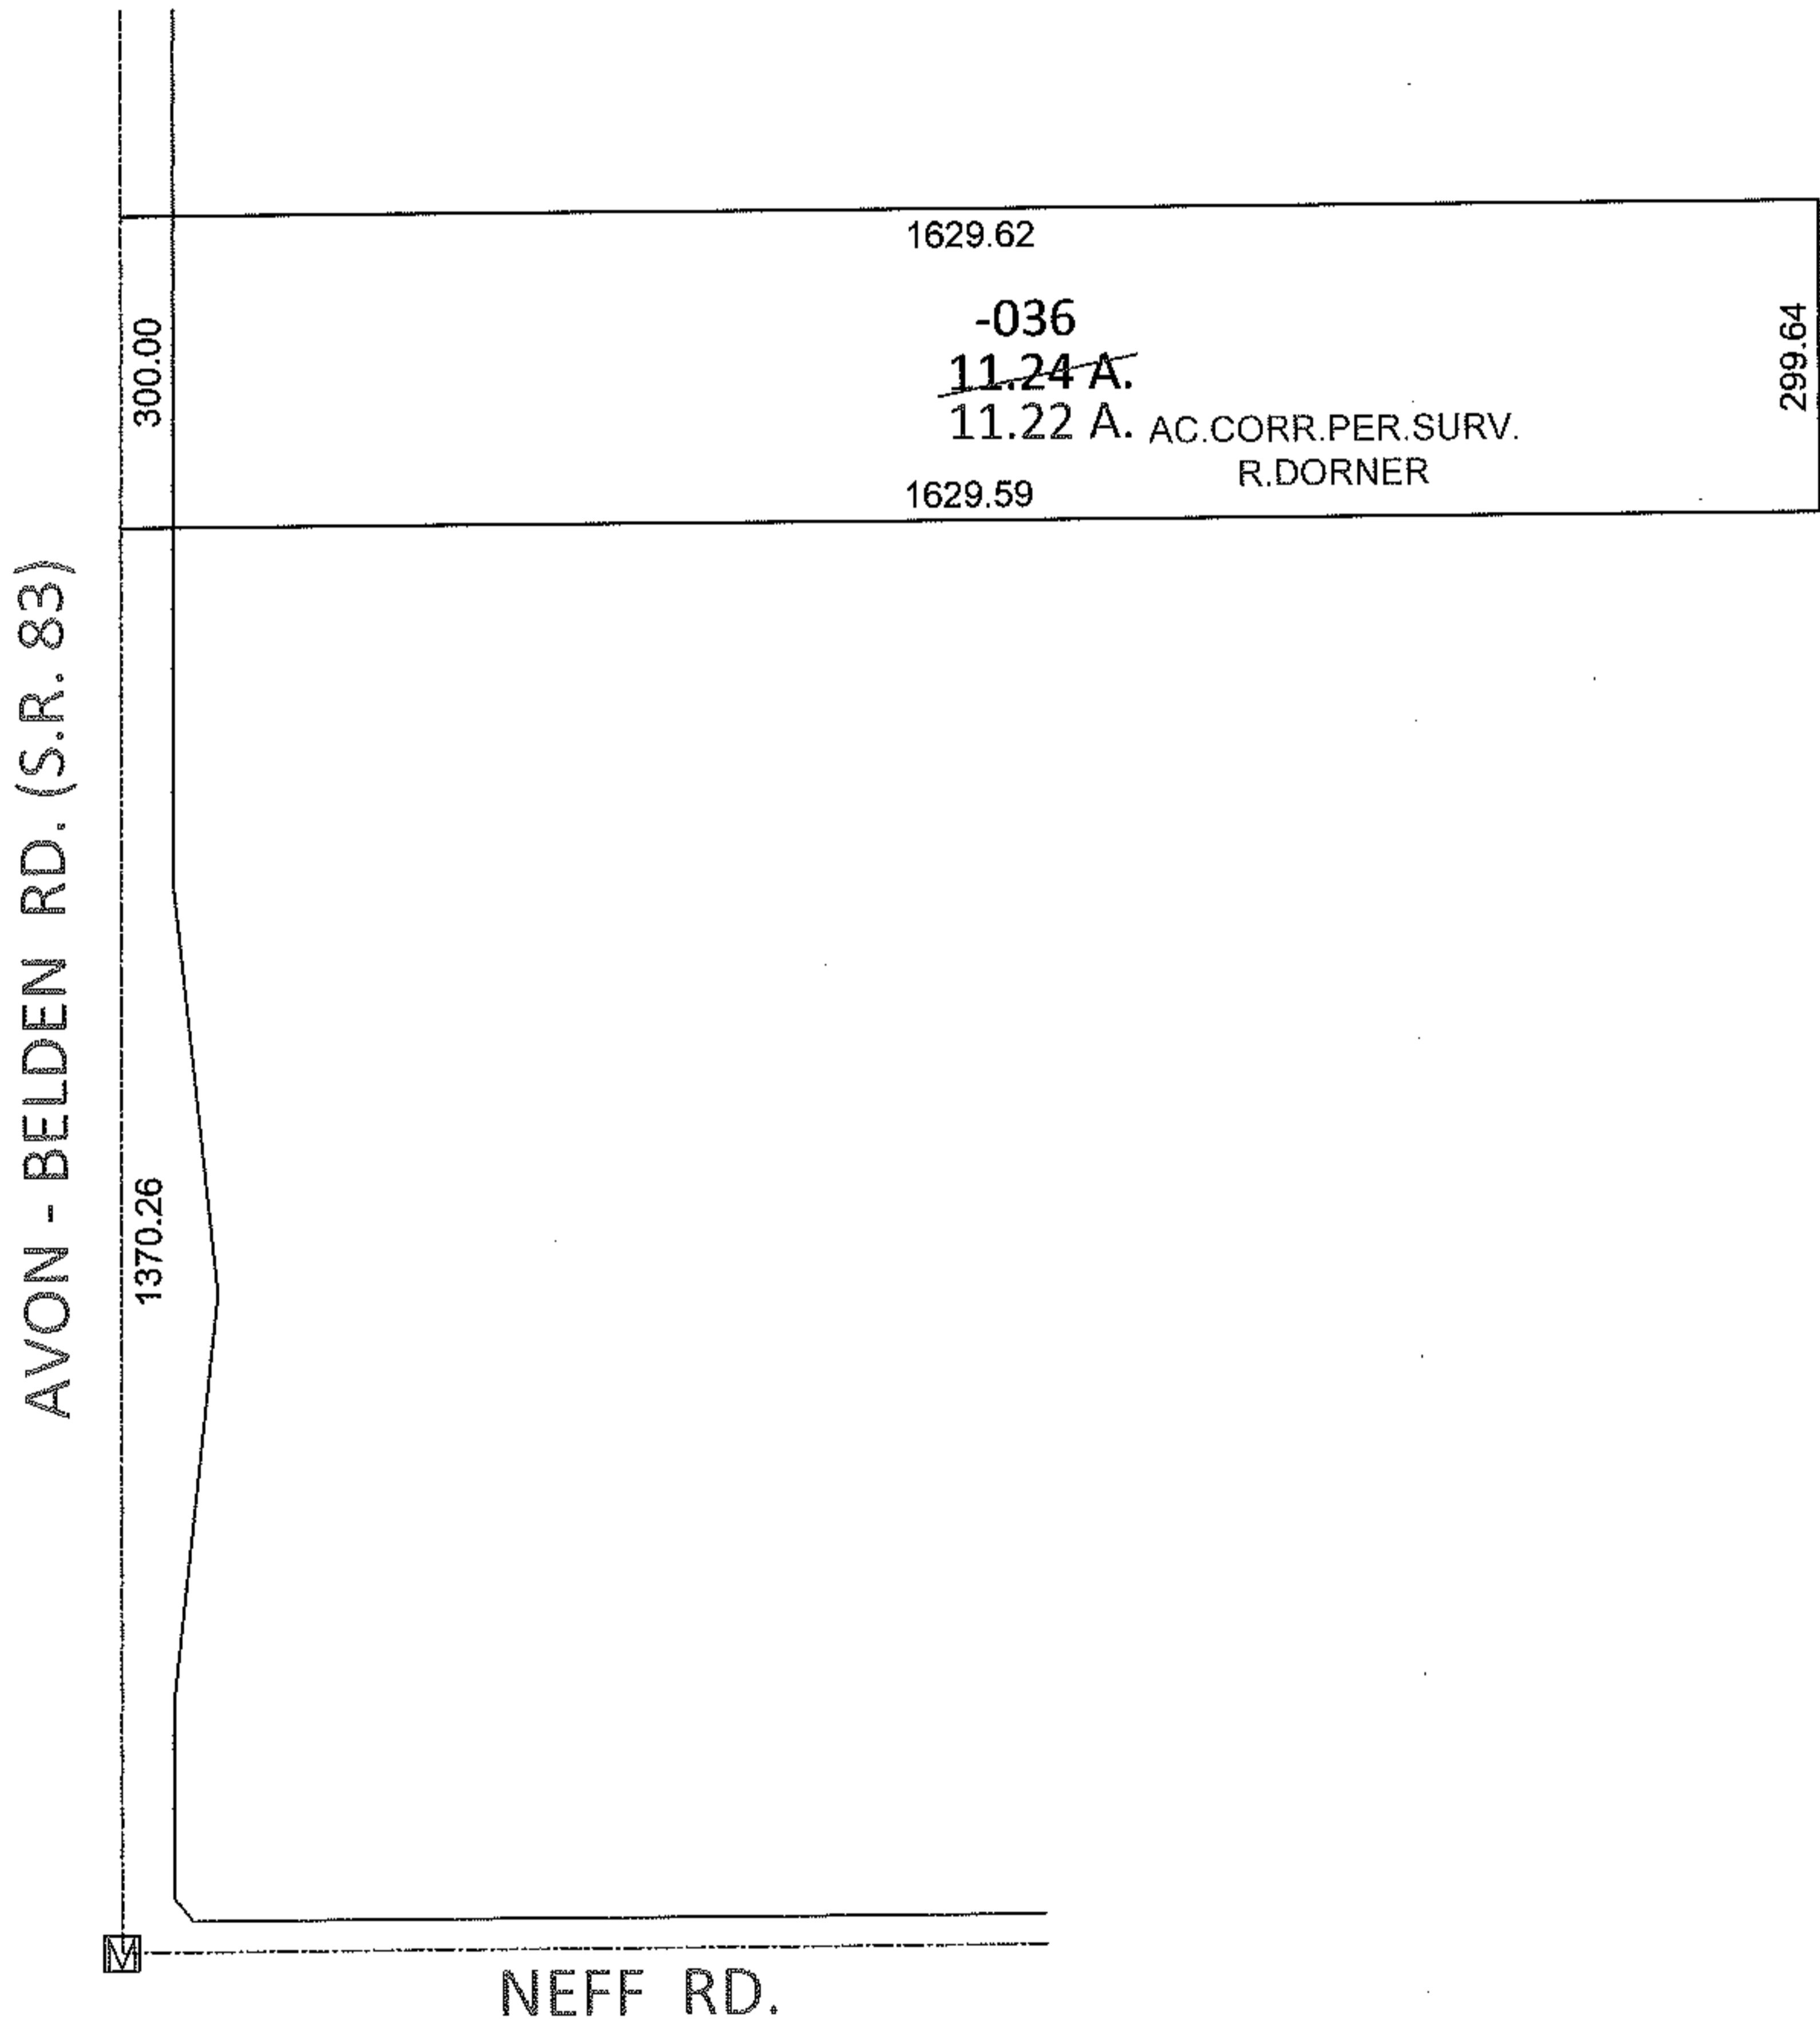 1629.62
300.00
-036
11.24 A.
11.22 A. AC.CORR.PER.SURV.
R.DORNER
299.64
1629.59
AVON - BELDEN RD. (S.R. 83)
1370.26
M
NEFF RD.